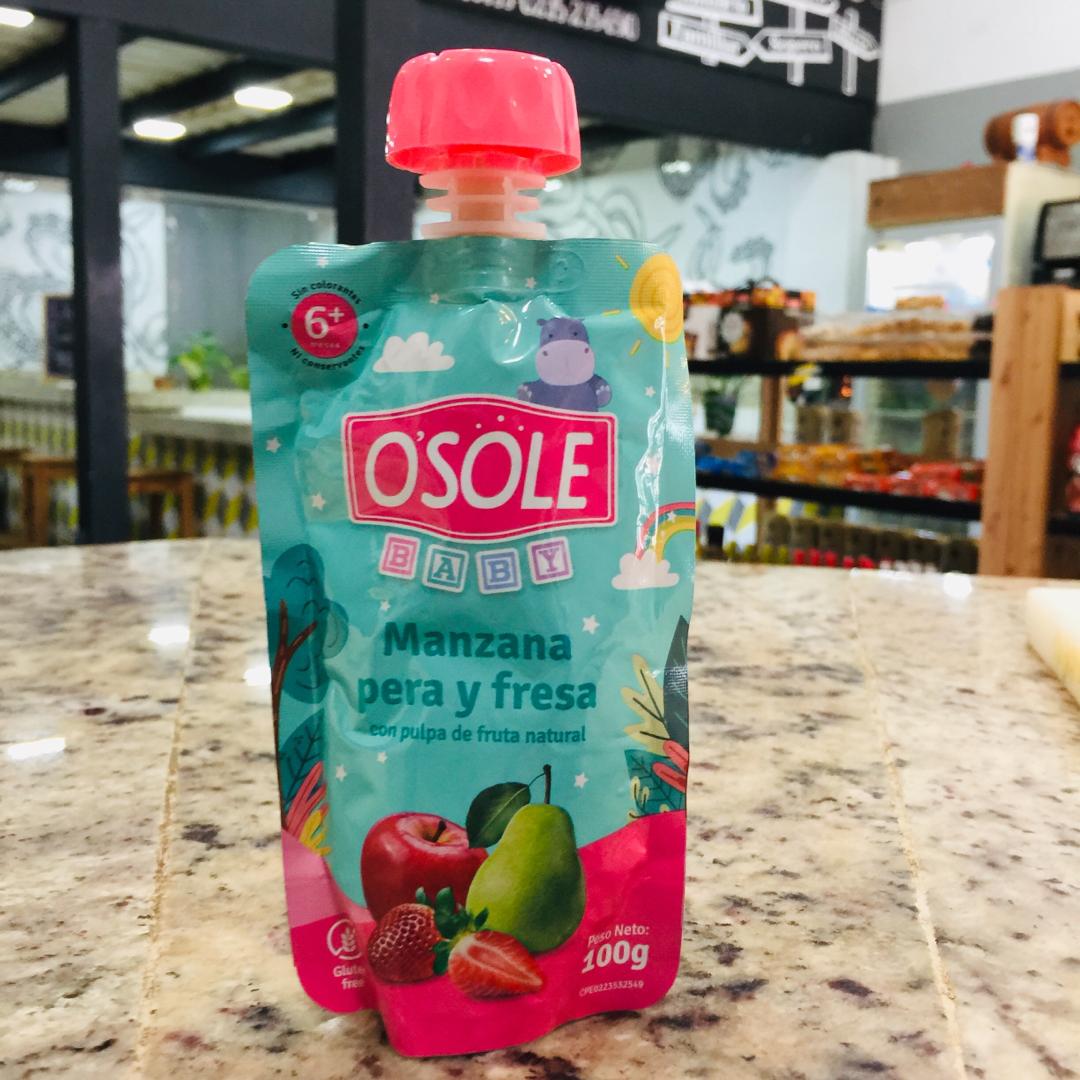 Sin colorantes
6+
meses
Ni conservantes
O'SOLE
BABY
Manzana
pera y fresa
con pulpa de fruta natural
Peso Neto:
100g
CPE0223532549
Gluten
free